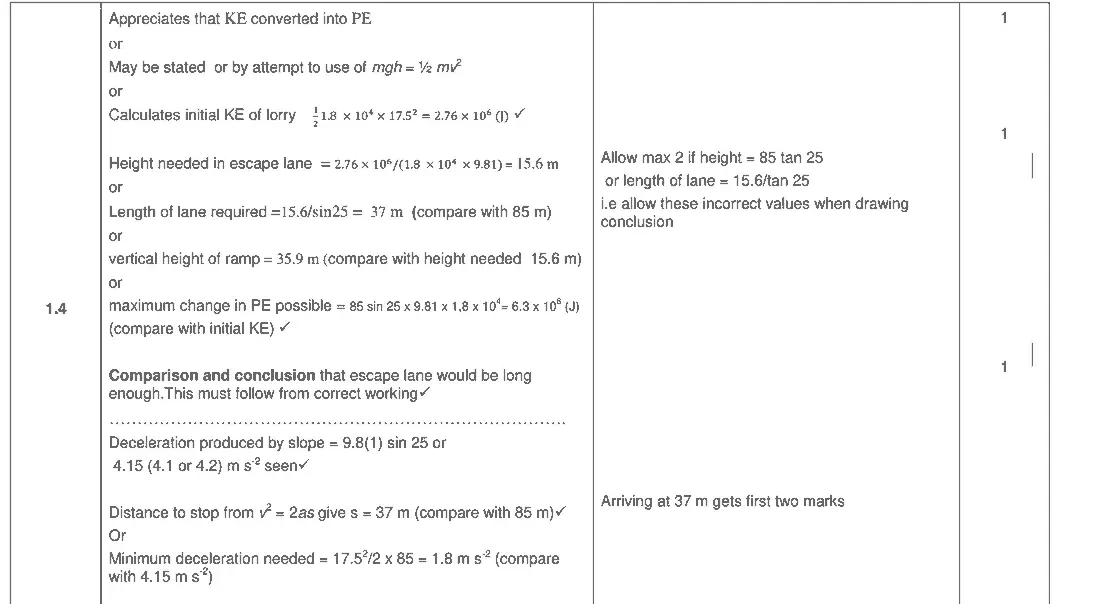 Appreciates that KE converted into PE
1
or
May be stated or by attempt to use of mgh = ½ mv²
or
Calculates initial KE of lorry ½1.8 × 10⁴ × 17.5² = 2.76 × 10⁶ (J) ✓
1
Height needed in escape lane = 2.76 × 10⁶/(1.8 × 10⁴ × 9.81) = 15.6 m
or
Length of lane required =15.6/sin25 = 37 m (compare with 85 m)
or
vertical height of ramp = 35.9 m (compare with height needed 15.6 m)
or
1.4
maximum change in PE possible = 85 sin 25 x 9.81 x 1,8 x 10⁴= 6.3 x 10⁶ (J)
(compare with initial KE) ✓
Allow max 2 if height = 85 tan 25
or length of lane = 15.6/tan 25
i.e allow these incorrect values when drawing
conclusion
1
Comparison and conclusion that escape lane would be long
enough.This must follow from correct working✓
Deceleration produced by slope = 9.8(1) sin 25 or
4.15 (4.1 or 4.2) m s⁻² seen✓
Distance to stop from v² = 2as give s = 37 m (compare with 85 m)✓
Or
Minimum deceleration needed = 17.5²/2 x 85 = 1.8 m s⁻² (compare
with 4.15 m s⁻²)
Arriving at 37 m gets first two marks